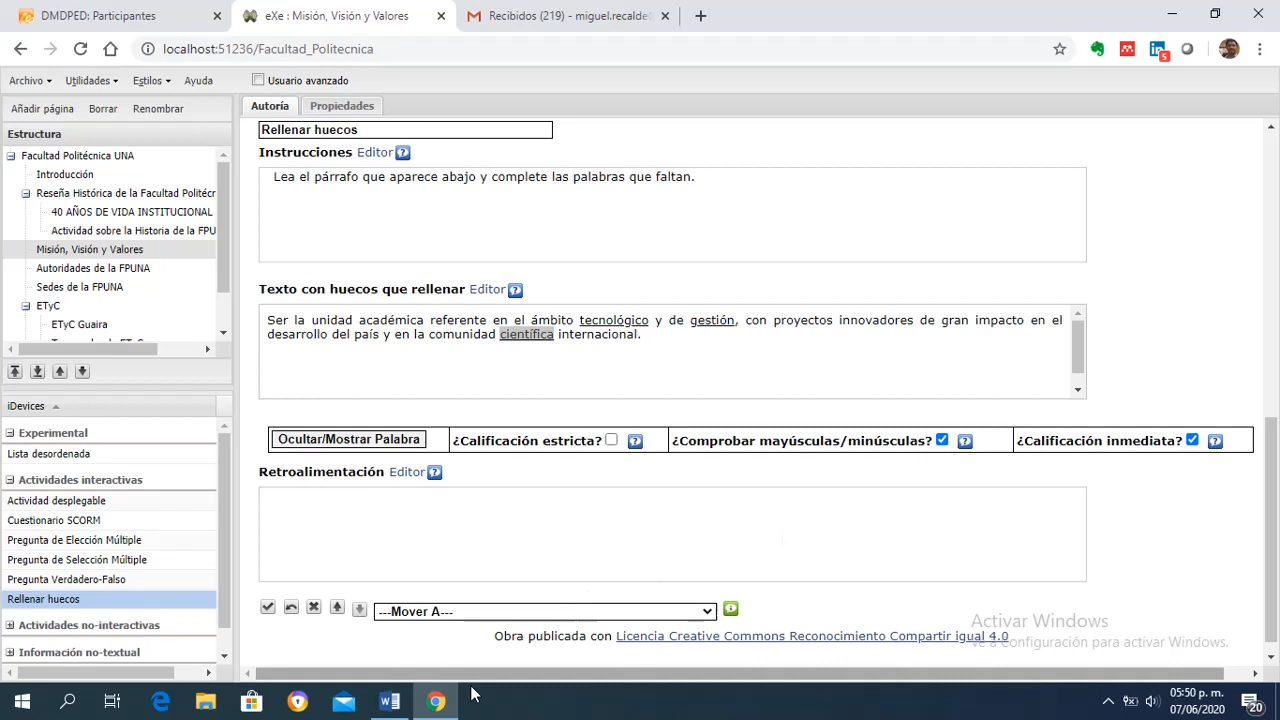 DMDPED: Participantes
eXe : Misión, Visión y Valores
Recibidos (219) - miguel.recalde
localhost:51236/Facultad_Politecnica
5
Archivo Utilidades Estilos Ayuda Usuario avanzado
Añadir página Borrar Renombrar
Autoría Propiedades
Estructura
Facultad Politécnica UNA
Introducción
Reseña Histórica de la Facultad Politécr
40 AÑOS DE VIDA INSTITUCIONAL
Actividad sobre la Historia de la FPU
Misión, Visión y Valores
Autoridades de la FPUNA
Sedes de la FPUNA
ETyC
ETyC Guaira
iDevices
Experimental
Lista desordenada
Actividades interactivas
Actividad desplegable
Cuestionario SCORM
Pregunta de Elección Múltiple
Pregunta de Selección Múltiple
Pregunta Verdadero-Falso
Rellenar huecos
Actividades no-interactivas
Información no-textual
Rellenar huecos
Instrucciones Editor ?
Lea el párrafo que aparece abajo y complete las palabras que faltan.
Texto con huecos que rellenar Editor ?
Ser la unidad académica referente en el ámbito tecnológico y de gestión, con proyectos innovadores de gran impacto en el
desarrollo del país y en la comunidad científica internacional.
Ocultar/Mostrar Palabra ¿Calificación estricta? ? ¿Comprobar mayúsculas/minúsculas? ? ¿Calificación inmediata? ?
Retroalimentación Editor ?
---Mover A---
Obra publicada con Licencia Creative Commons Reconocimiento Compartir igual 4.0
Activar Windows
Ve a Configuración para activar Windows.
05:50 p. m.
07/06/2020
20